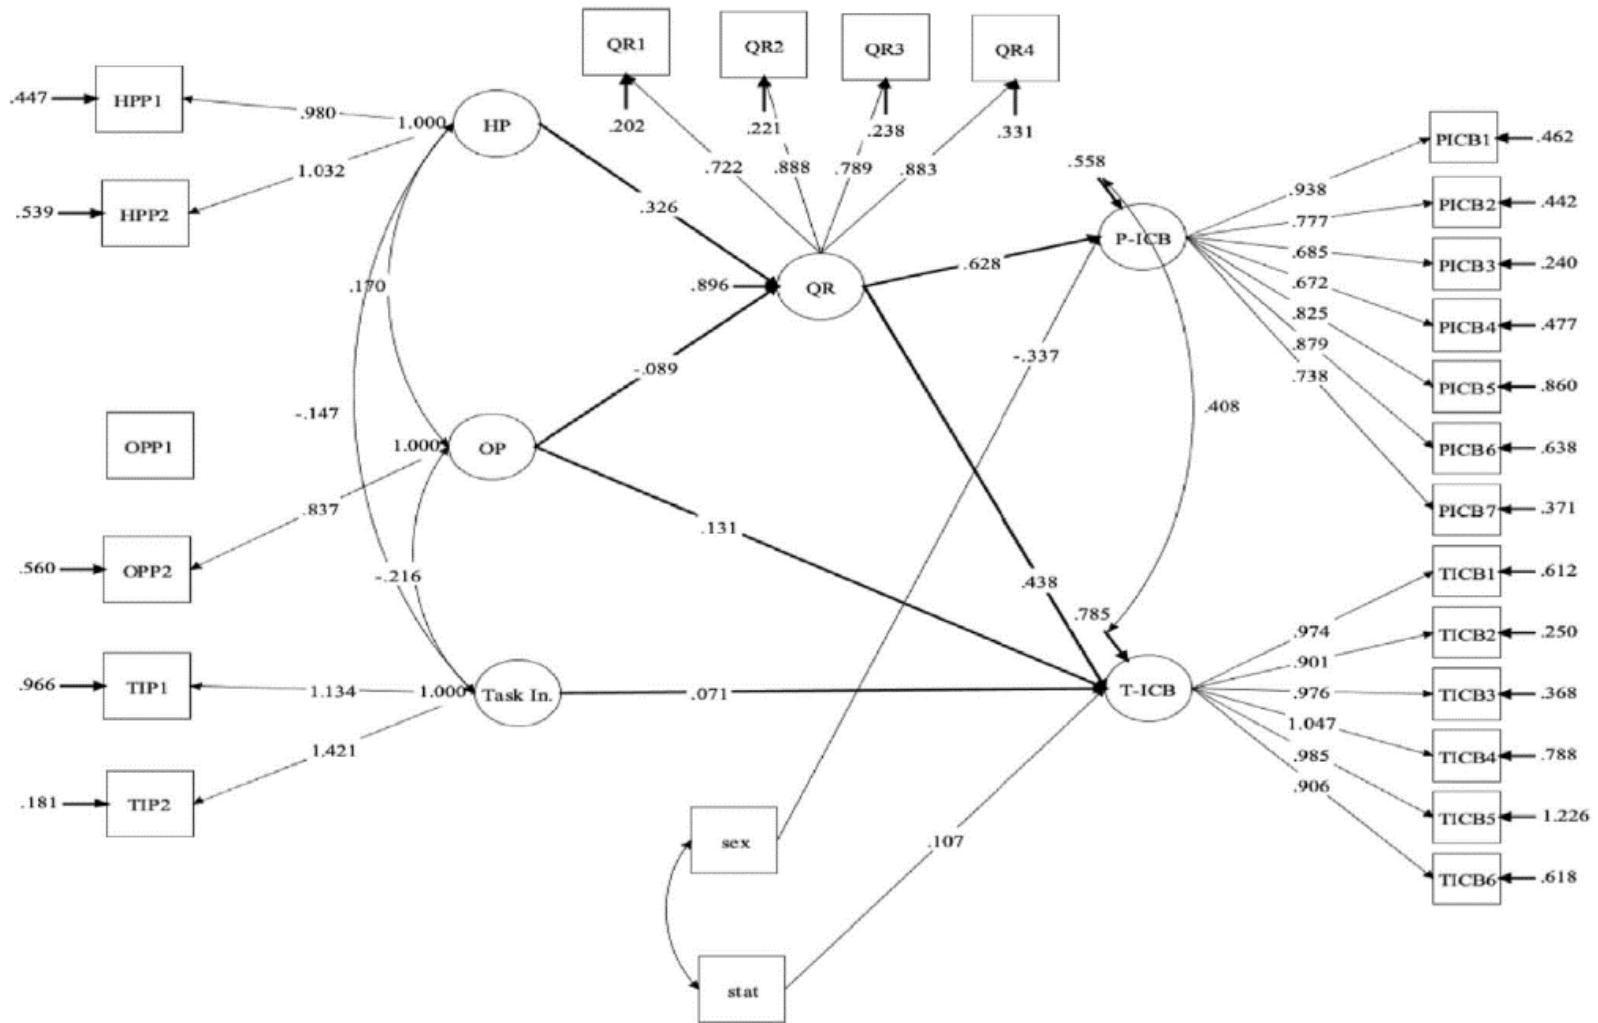 QR1
QR2
QR3
QR4
.447
HPP1
.980
1.000
HP
.202
.221
.238
.331
PICB1
.462
1.032
.722
.888
.789
.883
.558
.938
PICB2
.442
.539
HPP2
.326
P-ICB
.777
.685
PICB3
.240
.170
.896
QR
.628
.672
.825
PICB4
.477
-.089
-.337
.879
.738
PICB5
.860
-.147
.408
OPP1
1.000
OP
PICB6
.638
.837
.131
PICB7
.371
.560
OPP2
-.216
.438
TICB1
.612
.785
.974
TICB2
.250
.901
.966
TIP1
1.134
1.000
Task In.
.071
T-ICB
.976
TICB3
.368
1.421
1.047
.985
TICB4
.788
.181
TIP2
.906
TICB5
1.226
sex
.107
TICB6
.618
stat